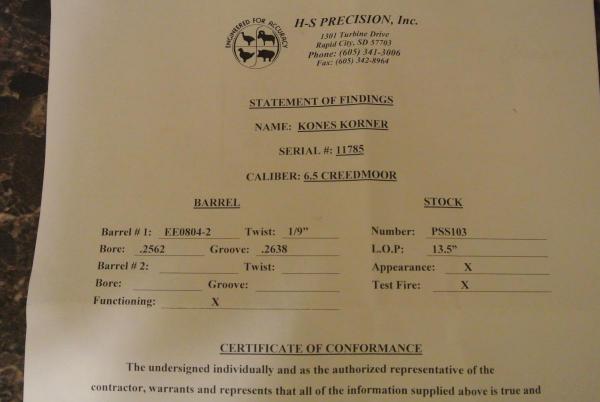 ENGINEERED FOR ACCURACY
H-S PRECISION, Inc.
1301 Turbine Drive
Rapid City, SD 57703
Phone: (605) 341-3006
Fax: (605) 342-8964
STATEMENT OF FINDINGS
NAME: KONES KORNER
SERIAL #: 11785
CALIBER: 6.5 CREEDMOOR
BARREL STOCK
Barrel # 1: EE0804-2 Twist: 1/9" Number: PSS103
Bore: .2562 Groove: .2638 L.O.P: 13.5"
Barrel # 2: Twist: Appearance: X
Bore: Groove: Test Fire: X
Functioning: X
CERTIFICATE OF CONFORMANCE
The undersigned individually and as the authorized representative of the
contractor, warrants and represents that all of the information supplied above is true and